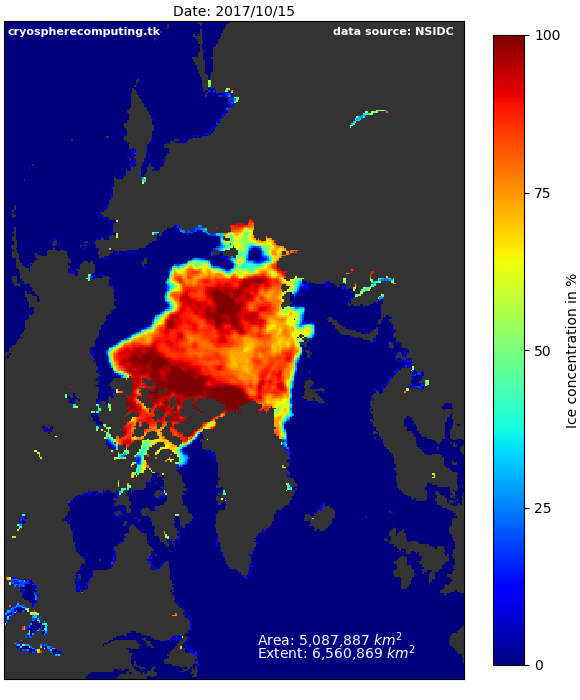 Date: 2017/10/15
cryospherecomputing.tk data source: NSIDC
100
75
50
25
0
Ice concentration in %
Area: 5,087,887 km²
Extent: 6,560,869 km²